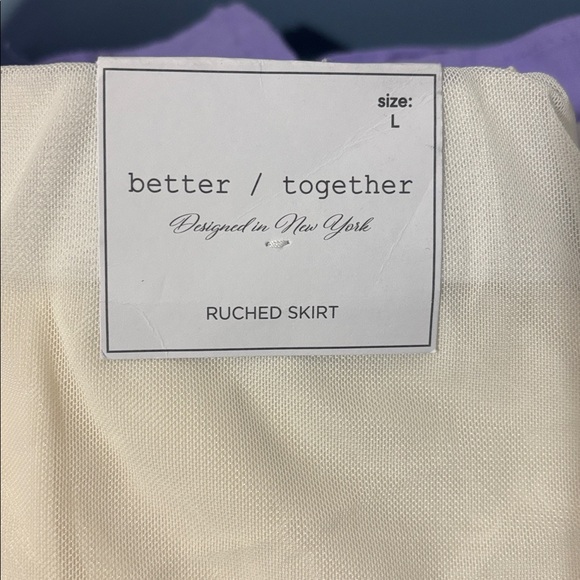 size:
L
better / together
Designed in New York
RUCHED SKIRT